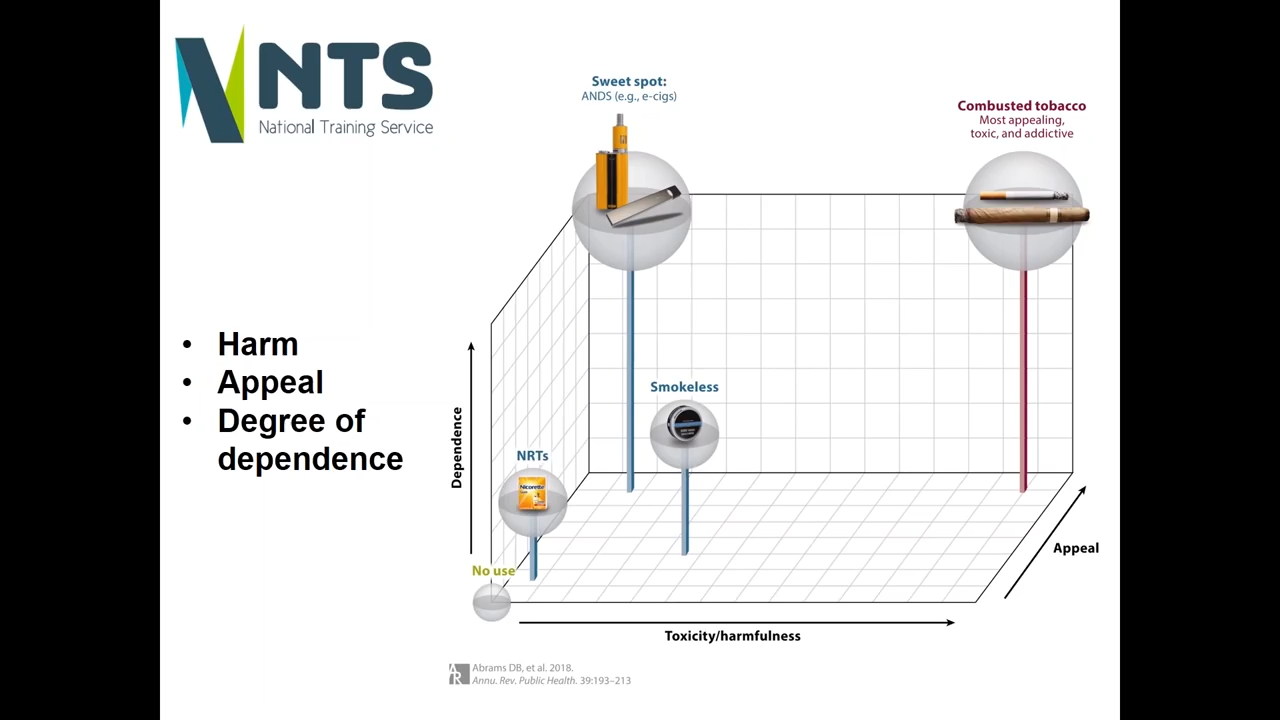 NTS
National Training Service
• Harm
• Appeal
• Degree of
dependence
Sweet spot:
ANDS (e.g., e-cigs)
Combusted tobacco
Most appealing,
toxic, and addictive
Smokeless
NRTs
Nicorette
No use
Dependence
Appeal
Toxicity/harmfulness
AR
Abrams DB, et al. 2018.
Annu. Rev. Public Health. 39:193–213